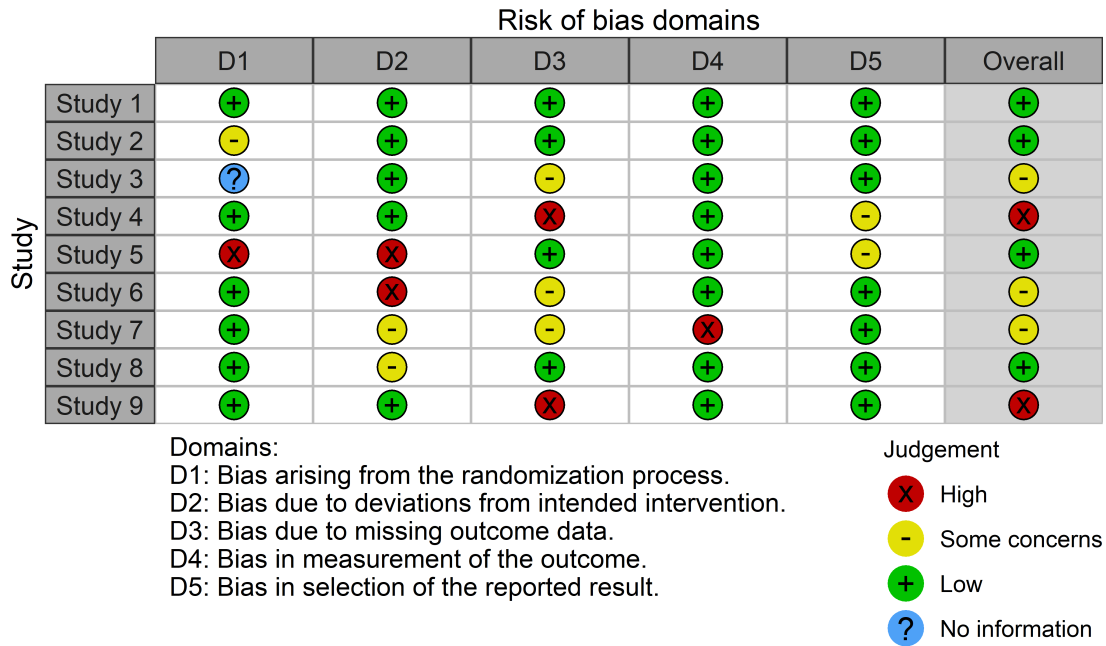 Risk of bias domains
D1 D2 D3 D4 D5 Overall
Study
Study 1 + + + + + +
Study 2 - + + + + +
Study 3 ? + - + + -
Study 4 + + x + - x
Study 5 x x + + - +
Study 6 + x - + + -
Study 7 + - - x + -
Study 8 + - + + + +
Study 9 + + x + + x
Domains:
D1: Bias arising from the randomization process.
D2: Bias due to deviations from intended intervention.
D3: Bias due to missing outcome data.
D4: Bias in measurement of the outcome.
D5: Bias in selection of the reported result.
Judgement
x High
- Some concerns
+ Low
? No information